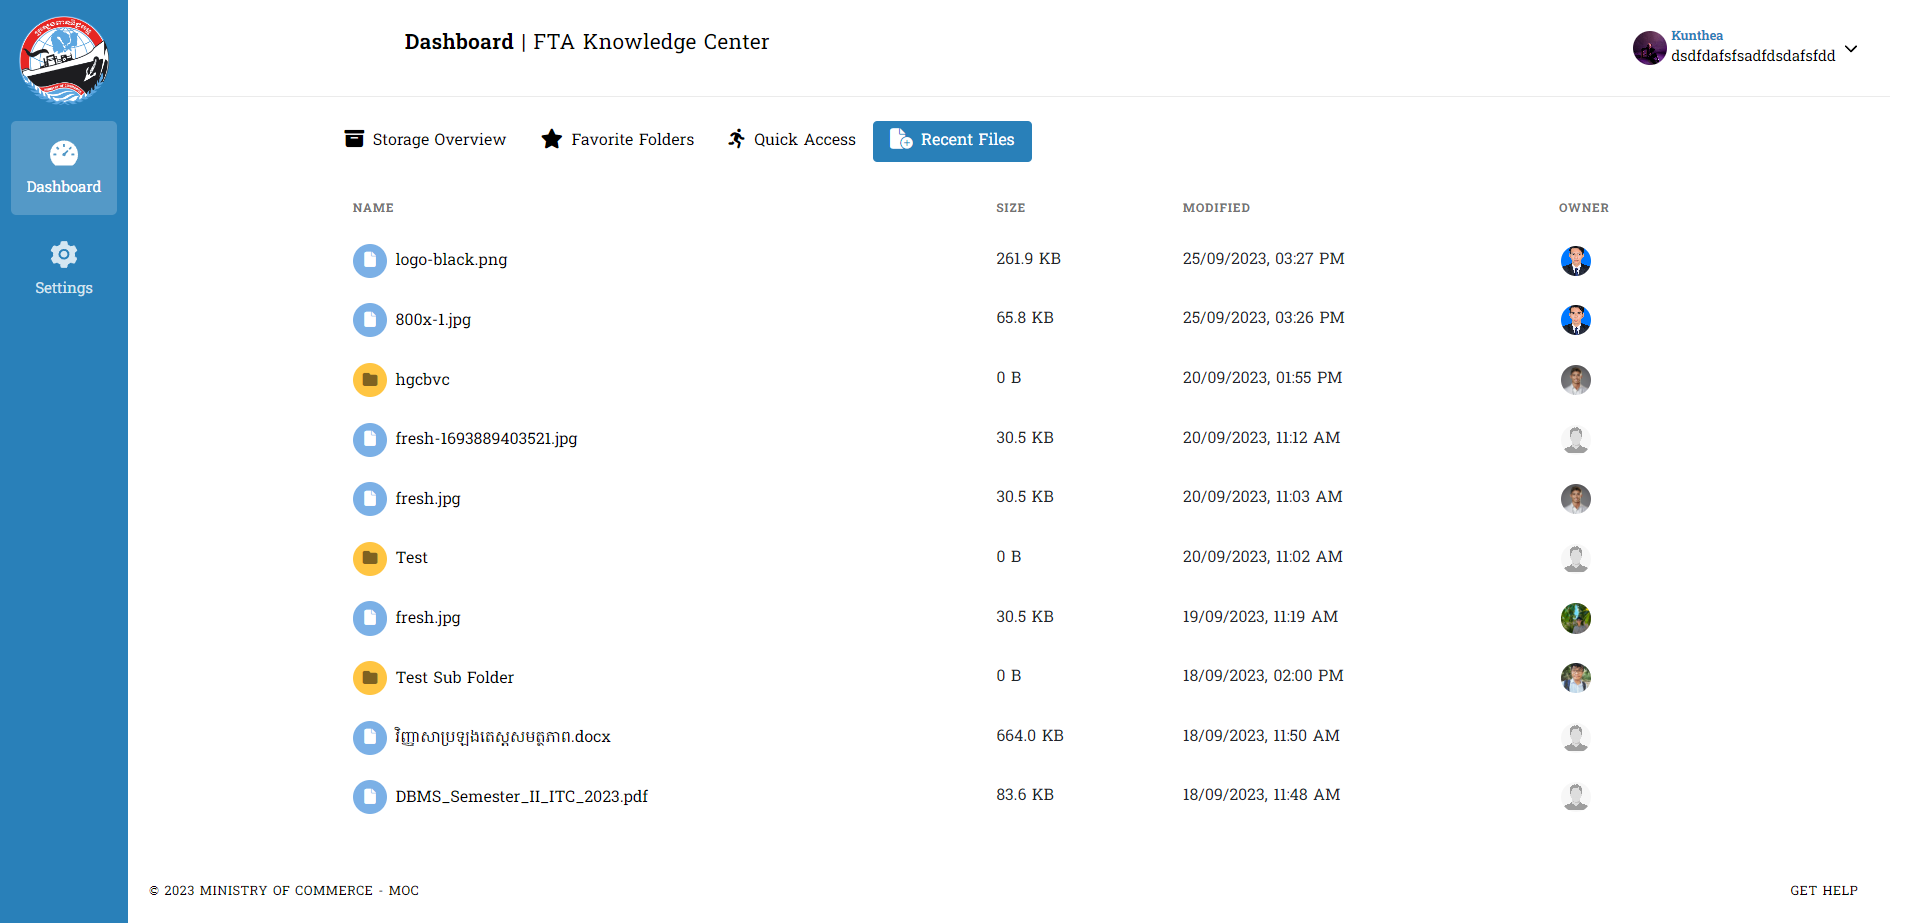 Dashboard | FTA Knowledge Center
Kunthea
dsdfdafsfsadfdsdafsfdd
Dashboard
Settings
Storage Overview Favorite Folders Quick Access Recent Files
NAME SIZE MODIFIED OWNER
logo-black.png 261.9 KB 25/09/2023, 03:27 PM
800x-1.jpg 65.8 KB 25/09/2023, 03:26 PM
hgcbvc 0 B 20/09/2023, 01:55 PM
fresh-1693889403521.jpg 30.5 KB 20/09/2023, 11:12 AM
fresh.jpg 30.5 KB 20/09/2023, 11:03 AM
Test 0 B 20/09/2023, 11:02 AM
fresh.jpg 30.5 KB 19/09/2023, 11:19 AM
Test Sub Folder 0 B 18/09/2023, 02:00 PM
វិញ្ញាសាប្រឡងតេស្តសមត្ថភាព.docx 664.0 KB 18/09/2023, 11:50 AM
DBMS_Semester_II_ITC_2023.pdf 83.6 KB 18/09/2023, 11:48 AM
© 2023 MINISTRY OF COMMERCE - MOC GET HELP